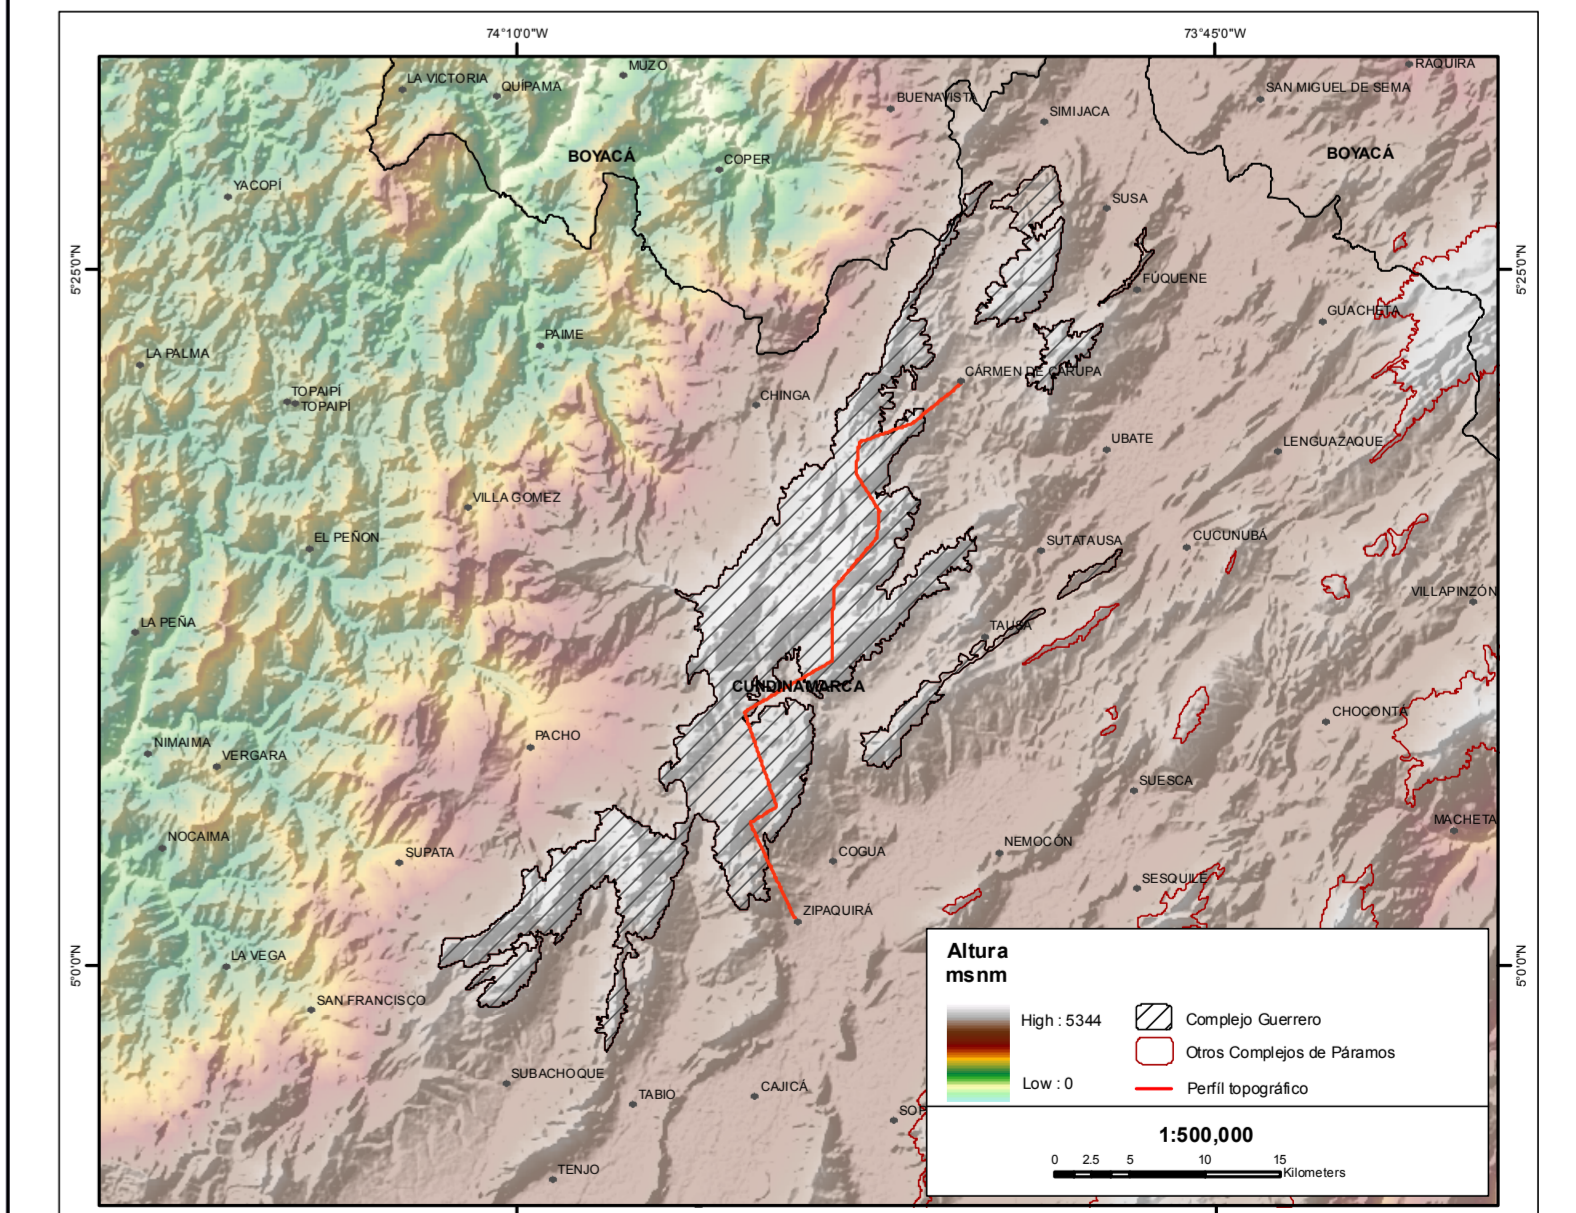 74°10'0"W
73°45'0"W
MUZO
RAQUIRA
LA VICTORIA
QUÍPAMA
BUENAVISTA
SAN MIGUEL DE SEMA
SIMIJACA
BOYACÁ
COPER
BOYACÁ
YACOPÍ
SUSA
5°25'0"N
5°25'0"N
FÚQUENE
GUACHETA
PAIME
LA PALMA
CÁRMEN DE CARUPA
TOPAIPÍ
TOPAIPÍ
CHINGA
UBATE
LENGUAZAQUE
VILLA GOMEZ
EL PEÑON
SUTATAUSA
CUCUNUBÁ
VILLAPINZÓN
LA PEÑA
TAUSA
CUNDINAMARCA
CHOCONTÁ
PACHO
NIMAIMA
VERGARA
SUESCA
MACHETA
NOCAIMA
SUPATA
COGUA
NEMOCÓN
SESQUILE
ZIPAQUIRÁ
LA VEGA
5°0'0"N
5°0'0"N
SAN FRANCISCO
SUBACHOQUE
TABIO
CAJICÁ
SOP
TENJO
Altura
msnm
High : 5344
Low : 0
Complejo Guerrero
Otros Complejos de Páramos
Perfíl topográfico
1:500,000
0 2.5 5 10 15
Kilometers